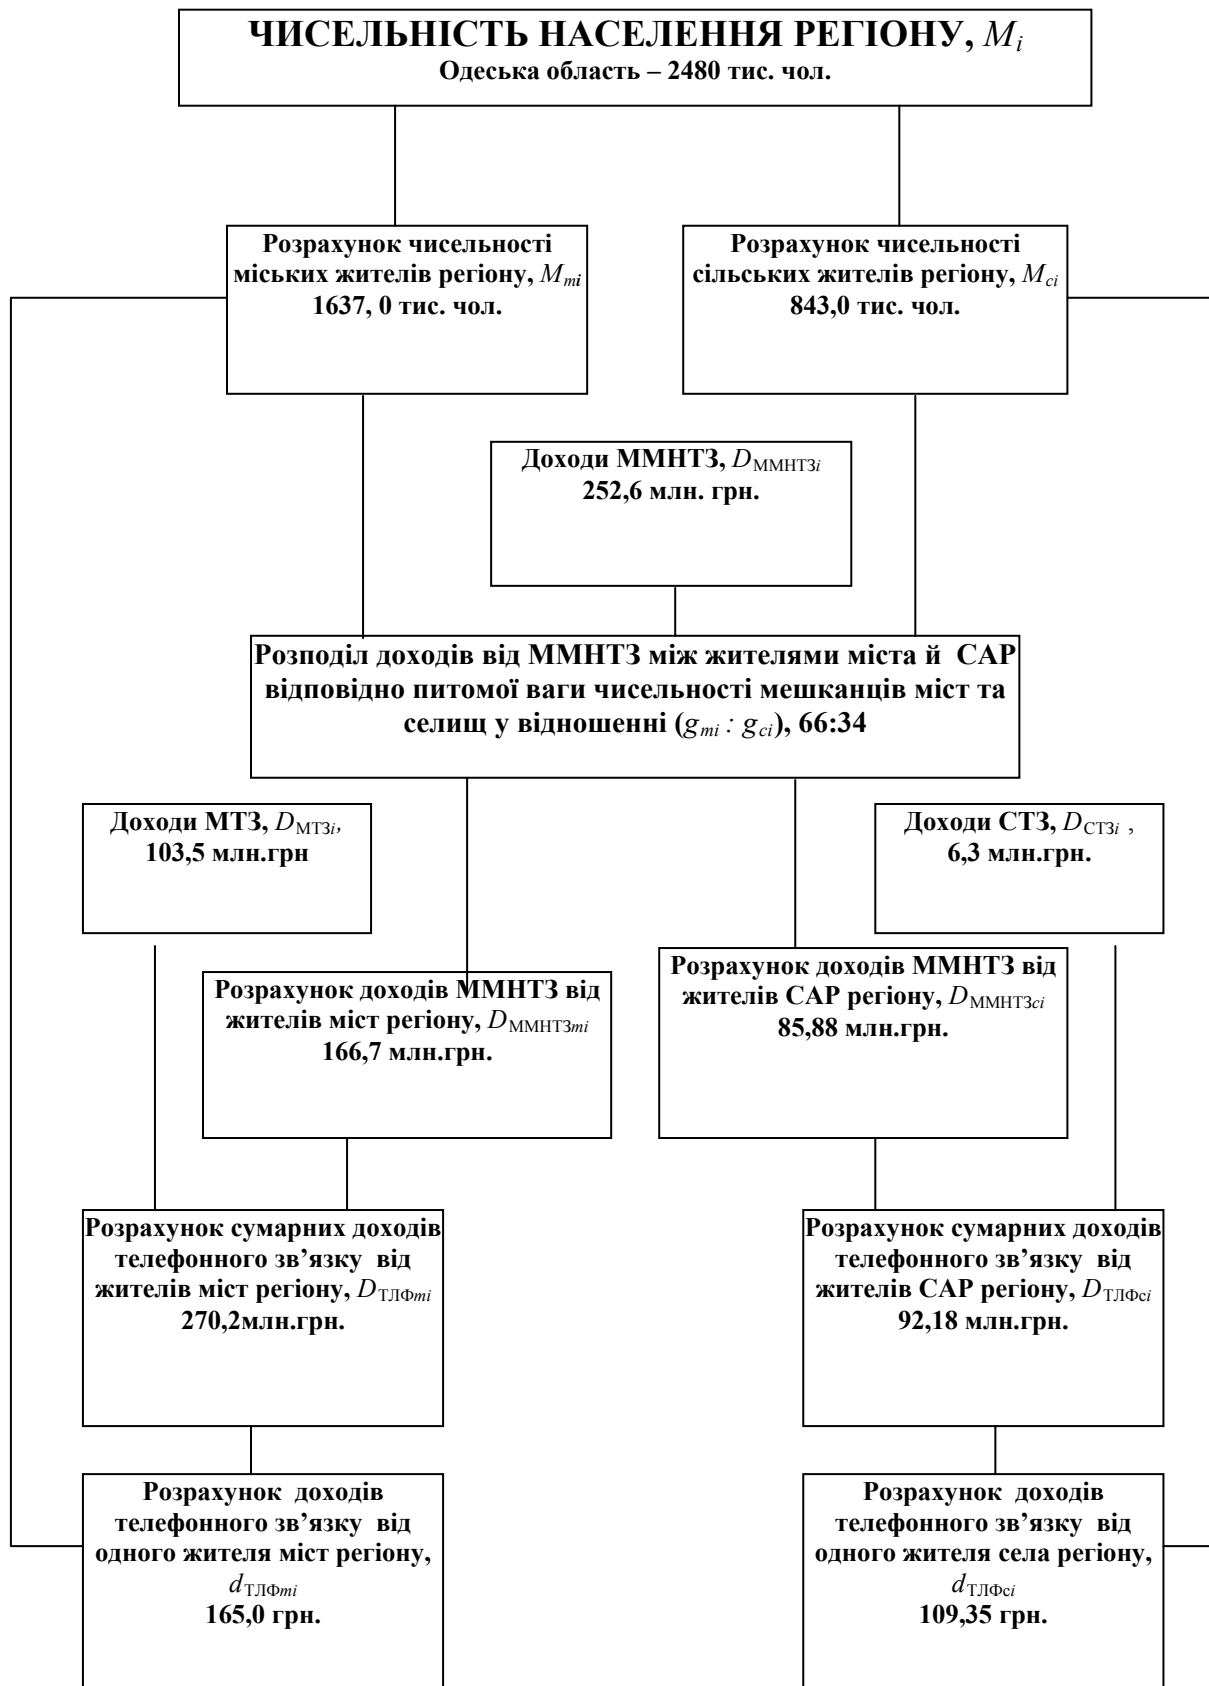 ЧИСЕЛЬНІСТЬ НАСЕЛЕННЯ РЕГІОНУ, Mi
Одеська область – 2480 тис. чол.
Розрахунок чисельності
міських жителів регіону, Mmi
1637, 0 тис. чол.
Розрахунок чисельності
сільських жителів регіону, Mci
843,0 тис. чол.
Доходи ММНТЗ, DММНТЗi
252,6 млн. грн.
Розподіл доходів від ММНТЗ між жителями міста й САР
відповідно питомої ваги чисельності мешканців міст та
селищ у відношенні (gmi : gci), 66:34
Доходи МТЗ, DМТЗi,
103,5 млн.грн
Доходи СТЗ, DСТЗi ,
6,3 млн.грн.
Розрахунок доходів ММНТЗ від
жителів міст регіону, DММНТЗmi
166,7 млн.грн.
Розрахунок доходів ММНТЗ від
жителів САР регіону, DММНТЗci
85,88 млн.грн.
Розрахунок сумарних доходів
телефонного зв’язку від
жителів міст регіону, DТЛФmi
270,2млн.грн.
Розрахунок сумарних доходів
телефонного зв’язку від
жителів САР регіону, DТЛФсi
92,18 млн.грн.
Розрахунок доходів
телефонного зв’язку від
одного жителя міст регіону,
dТЛФmi
165,0 грн.
Розрахунок доходів
телефонного зв’язку від
одного жителя села регіону,
dТЛФсi
109,35 грн.